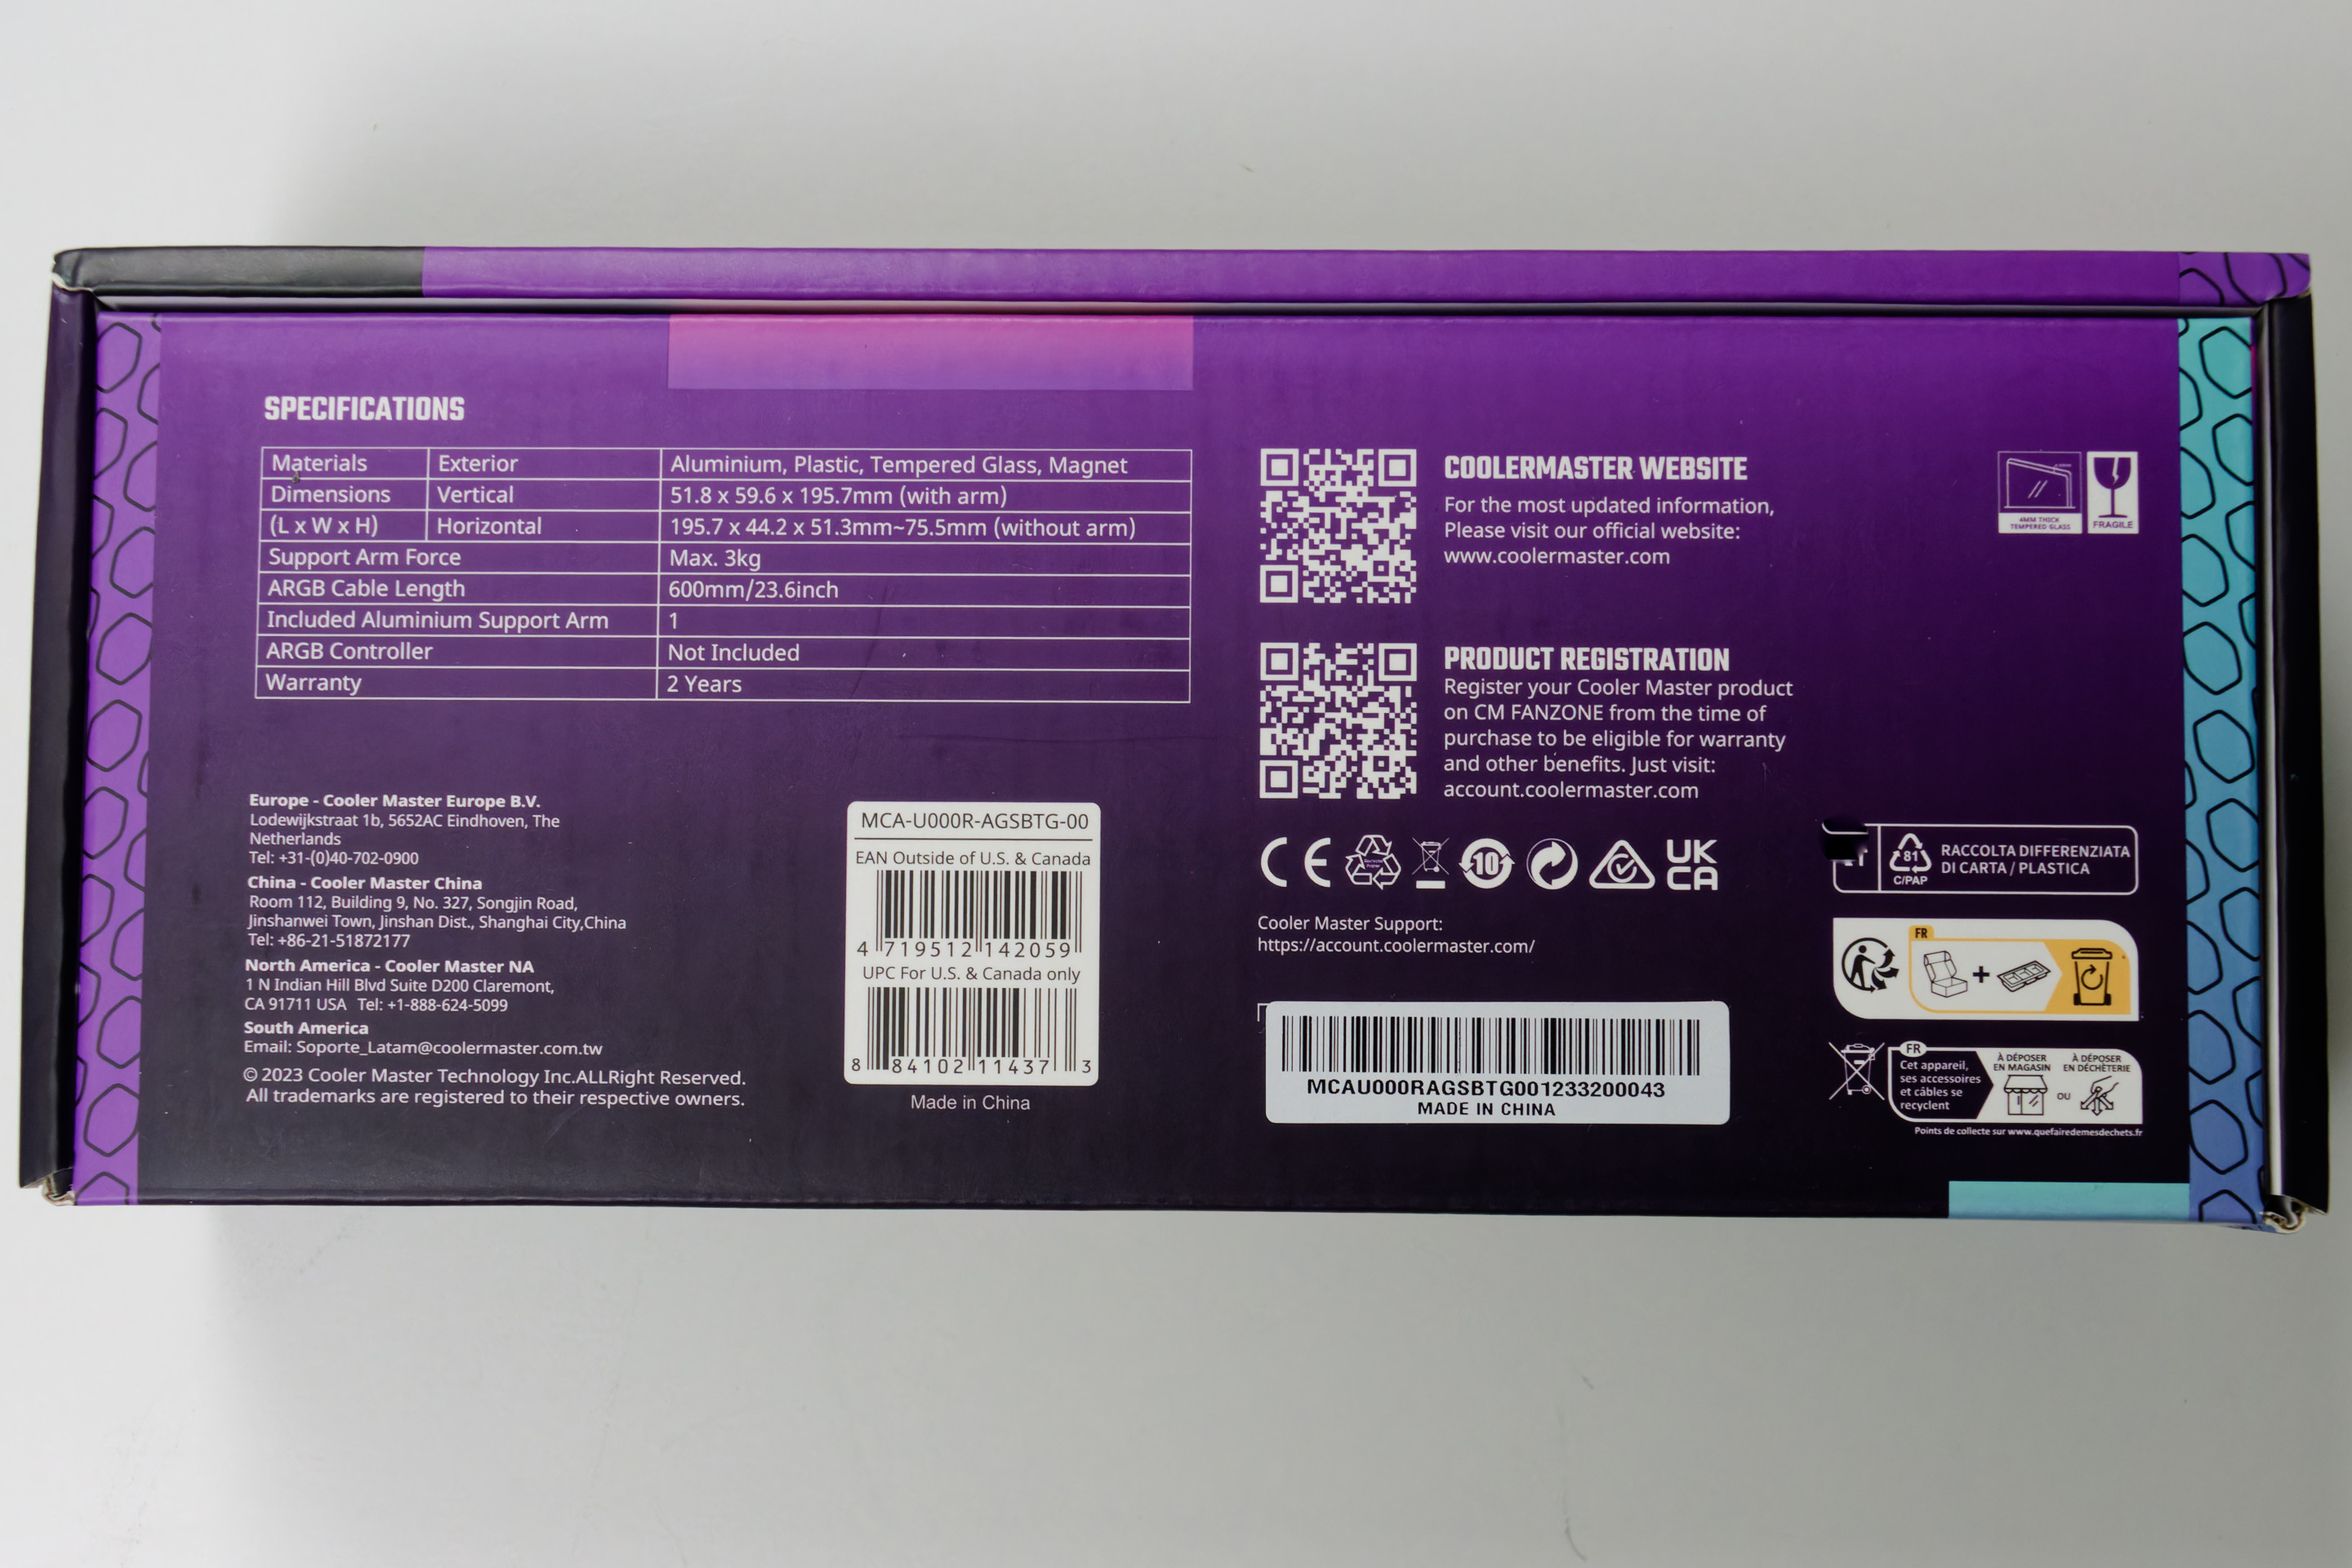 SPECIFICATIONS
Materials Exterior Aluminium, Plastic, Tempered Glass, Magnet
Dimensions Vertical 51.8 x 59.6 x 195.7mm (with arm)
(L x W x H) Horizontal 195.7 x 44.2 x 51.3mm~75.5mm (without arm)
Support Arm Force Max. 3kg
ARGB Cable Length 600mm/23.6inch
Included Aluminium Support Arm 1
ARGB Controller Not Included
Warranty 2 Years
Europe - Cooler Master Europe B.V.
Lodewijkstraat 1b, 5652AC Eindhoven, The
Netherlands
Tel: +31-(0)40-702-0900
China - Cooler Master China
Room 112, Building 9, No. 327, Songjin Road,
Jinshanwei Town, Jinshan Dist., Shanghai City,China
Tel: +86-21-51872177
North America - Cooler Master NA
1 N Indian Hill Blvd Suite D200 Claremont,
CA 91711 USA Tel: +1-888-624-5099
South America
Email: Soporte_Latam@coolermaster.com.tw
© 2023 Cooler Master Technology Inc.ALLRight Reserved.
All trademarks are registered to their respective owners.
MCA-U000R-AGSBTG-00
EAN Outside of U.S. & Canada
4 719512 142059
UPC For U.S. & Canada only
8 84102 11437 3
Made in China
COOLERMASTER WEBSITE
For the most updated information,
Please visit our official website:
www.coolermaster.com
PRODUCT REGISTRATION
Register your Cooler Master product
on CM FANZONE from the time of
purchase to be eligible for warranty
and other benefits. Just visit:
account.coolermaster.com
4MM THICK
TEMPERED GLASS
FRAGILE
CE
10
UK
CA
Cooler Master Support:
https://account.coolermaster.com/
MCAU000RAGSBTG001233200043
MADE IN CHINA
81
C/PAP
RACCOLTA DIFFERENZIATA
DI CARTA / PLASTICA
FR
+
FR
Cet appareil,
ses accessoires
et câbles se
recyclent
À DÉPOSER
EN MAGASIN
OU
À DÉPOSER
EN DÉCHÈTERIE
Points de collecte sur www.quefairedemesdechets.fr